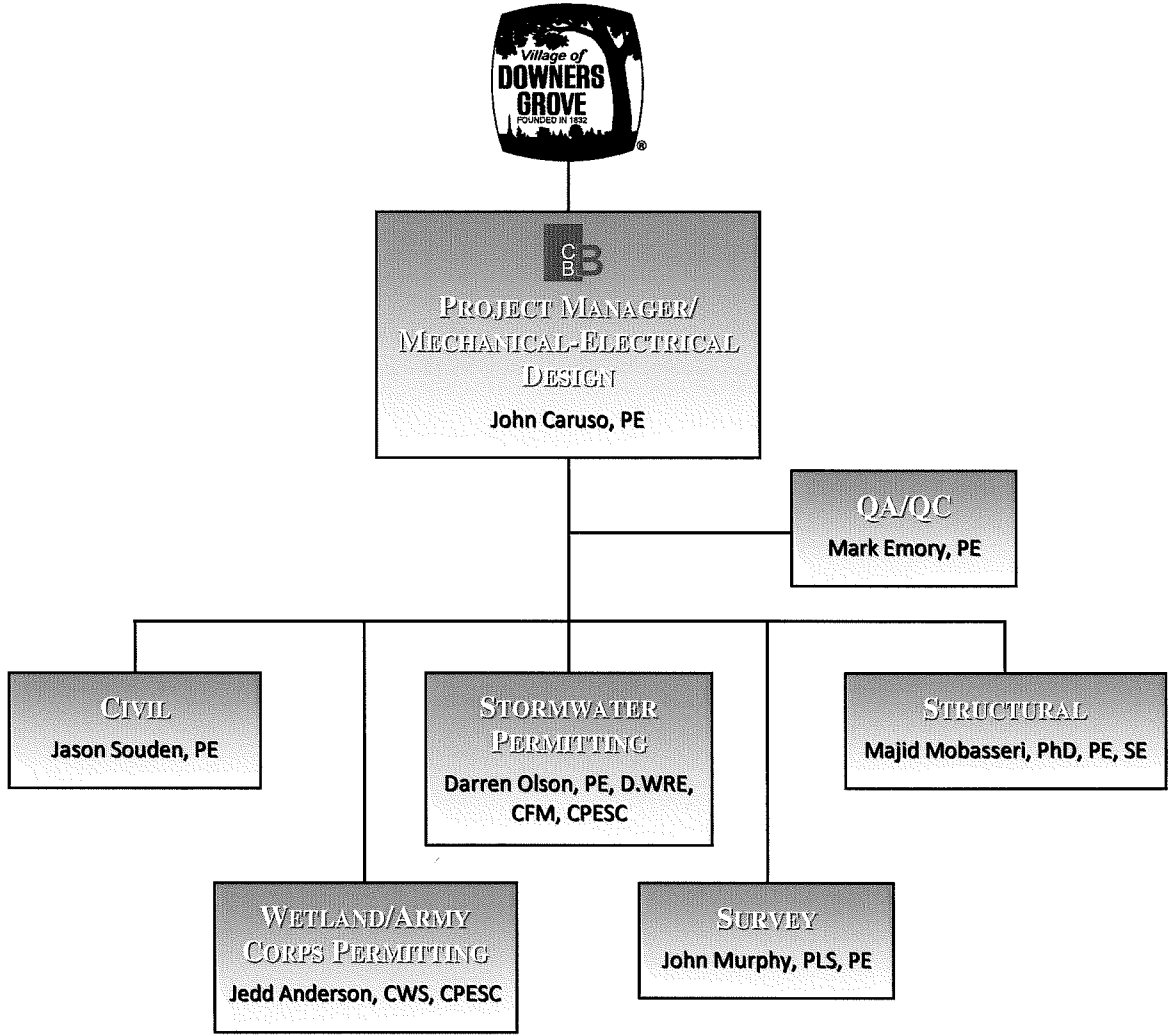 Village of
DOWNERS
GROVE
FOUNDED IN 1832
®
C
B B
PROJECT MANAGER/
MECHANICAL-ELECTRICAL
DESIGN
John Caruso, PE
QA/QC
Mark Emory, PE
CIVIL
Jason Souden, PE
STORMWATER
PERMITTING
Darren Olson, PE, D.WRE,
CFM, CPESC
STRUCTURAL
Majid Mobasseri, PhD, PE, SE
WETLAND/ARMY
CORPS PERMITTING
Jedd Anderson, CWS, CPESC
SURVEY
John Murphy, PLS, PE